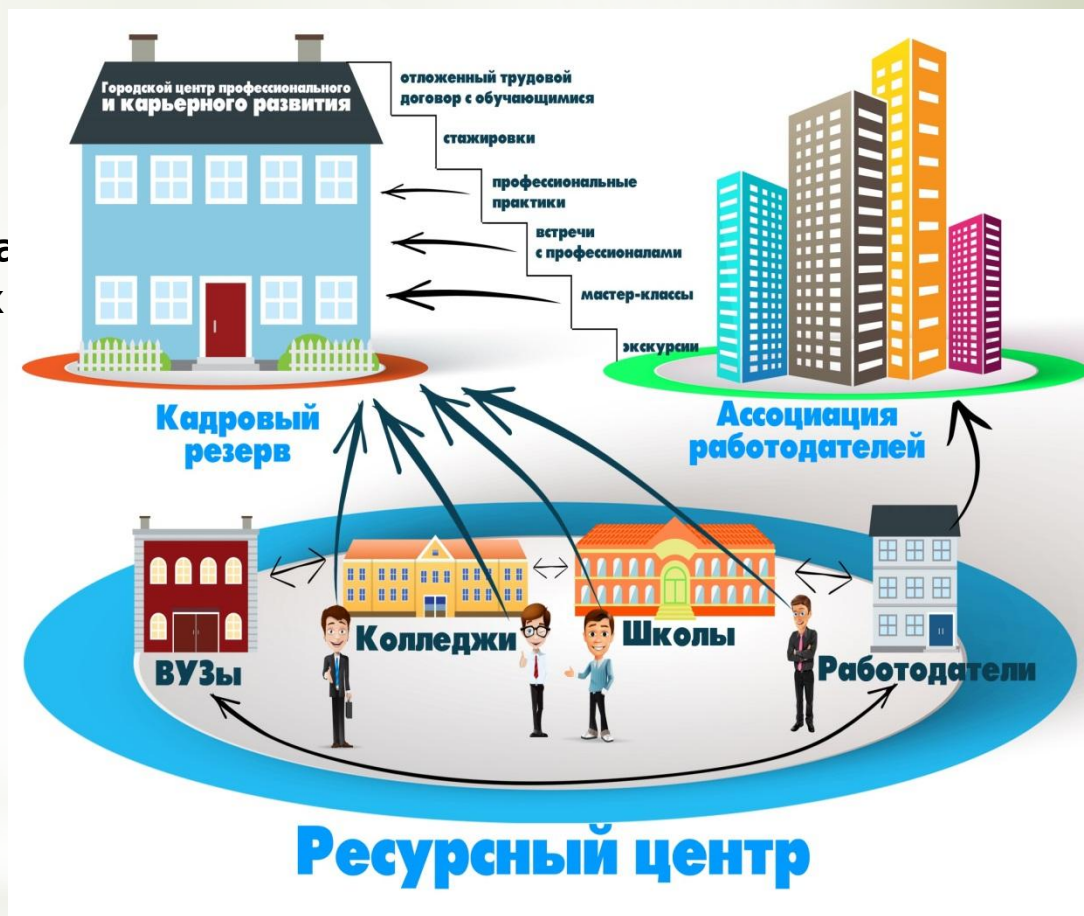 Городской центр профессионального
и карьерного развития
отложенный трудовой
договор с обучающимися
стажировки
профессиональные
практики
встречи
с профессионалами
мастер-классы
экскурсии
Кадровый
резерв
Ассоциация
работодателей
ВУЗы
Колледжи
Школы
Работодатели
Ресурсный центр